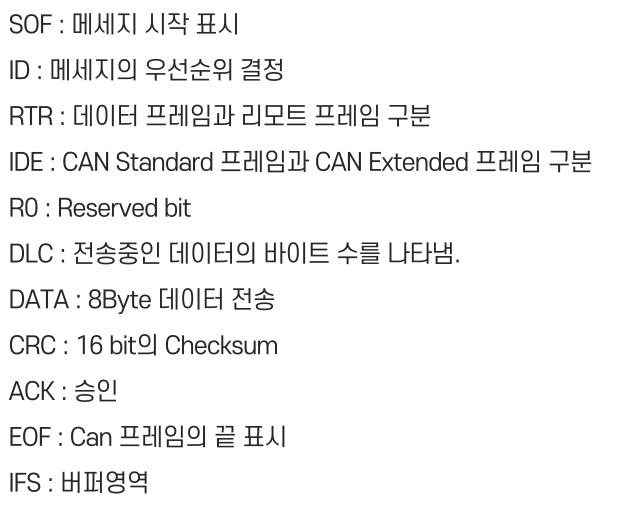 SOF : 메세지 시작 표시
ID : 메세지의 우선순위 결정
RTR : 데이터 프레임과 리모트 프레임 구분
IDE : CAN Standard 프레임과 CAN Extended 프레임 구분
R0 : Reserved bit
DLC : 전송중인 데이터의 바이트 수를 나타냄.
DATA : 8Byte 데이터 전송
CRC : 16 bit의 Checksum
ACK : 승인
EOF : Can 프레임의 끝 표시
IFS : 버퍼영역